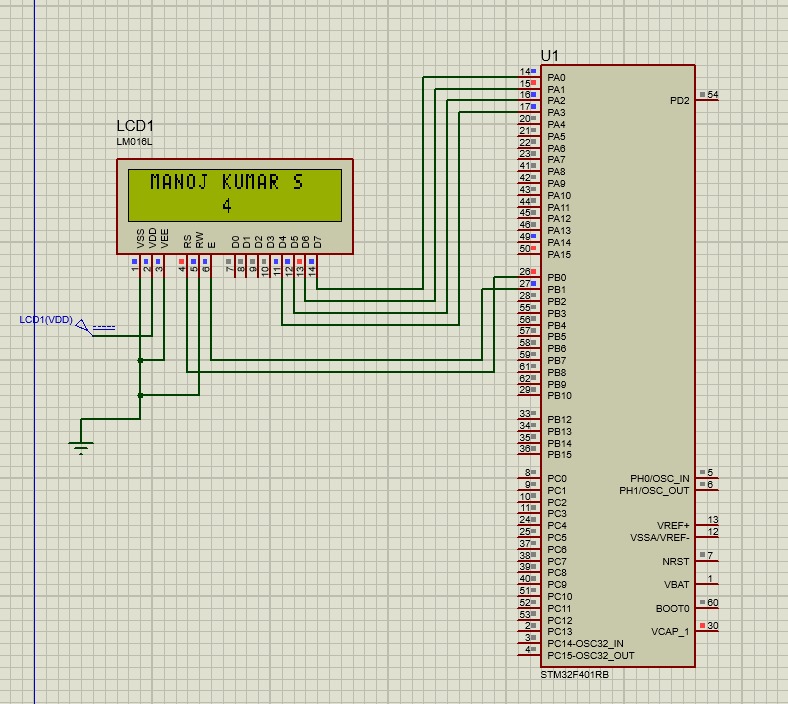 U1
LCD1
LM016L
MANOJ KUMAR S
4
VSS
VDD
VEE
RS
RW
E
D0
D1
D2
D3
D4
D5
D6
D7
1
2
3
4
5
6
7
8
9
10
11
12
13
14
LCD1(VDD)
14 PA0
15 PA1
16 PA2
17 PA3
20 PA4
21 PA5
22 PA6
23 PA7
41 PA8
42 PA9
43 PA10
44 PA11
45 PA12
46 PA13
49 PA14
50 PA15
26 PB0
27 PB1
28 PB2
55 PB3
56 PB4
57 PB5
58 PB6
59 PB7
61 PB8
62 PB9
29 PB10
33 PB12
34 PB13
35 PB14
36 PB15
8 PC0
9 PC1
10 PC2
11 PC3
24 PC4
25 PC5
37 PC6
38 PC7
39 PC8
40 PC9
51 PC10
52 PC11
53 PC12
2 PC13
3 PC14-OSC32_IN
4 PC15-OSC32_OUT
PD2 54
PH0/OSC_IN 5
PH1/OSC_OUT 6
VREF+ 13
VSSA/VREF- 12
NRST 7
VBAT 1
BOOT0 60
VCAP_1 30
STM32F401RB